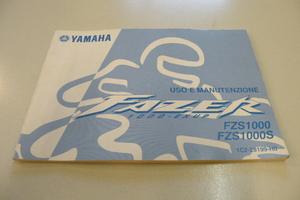 YAMAHA
USO E MANUTENZIONE
FAZER
FZS1000
FZS1000S